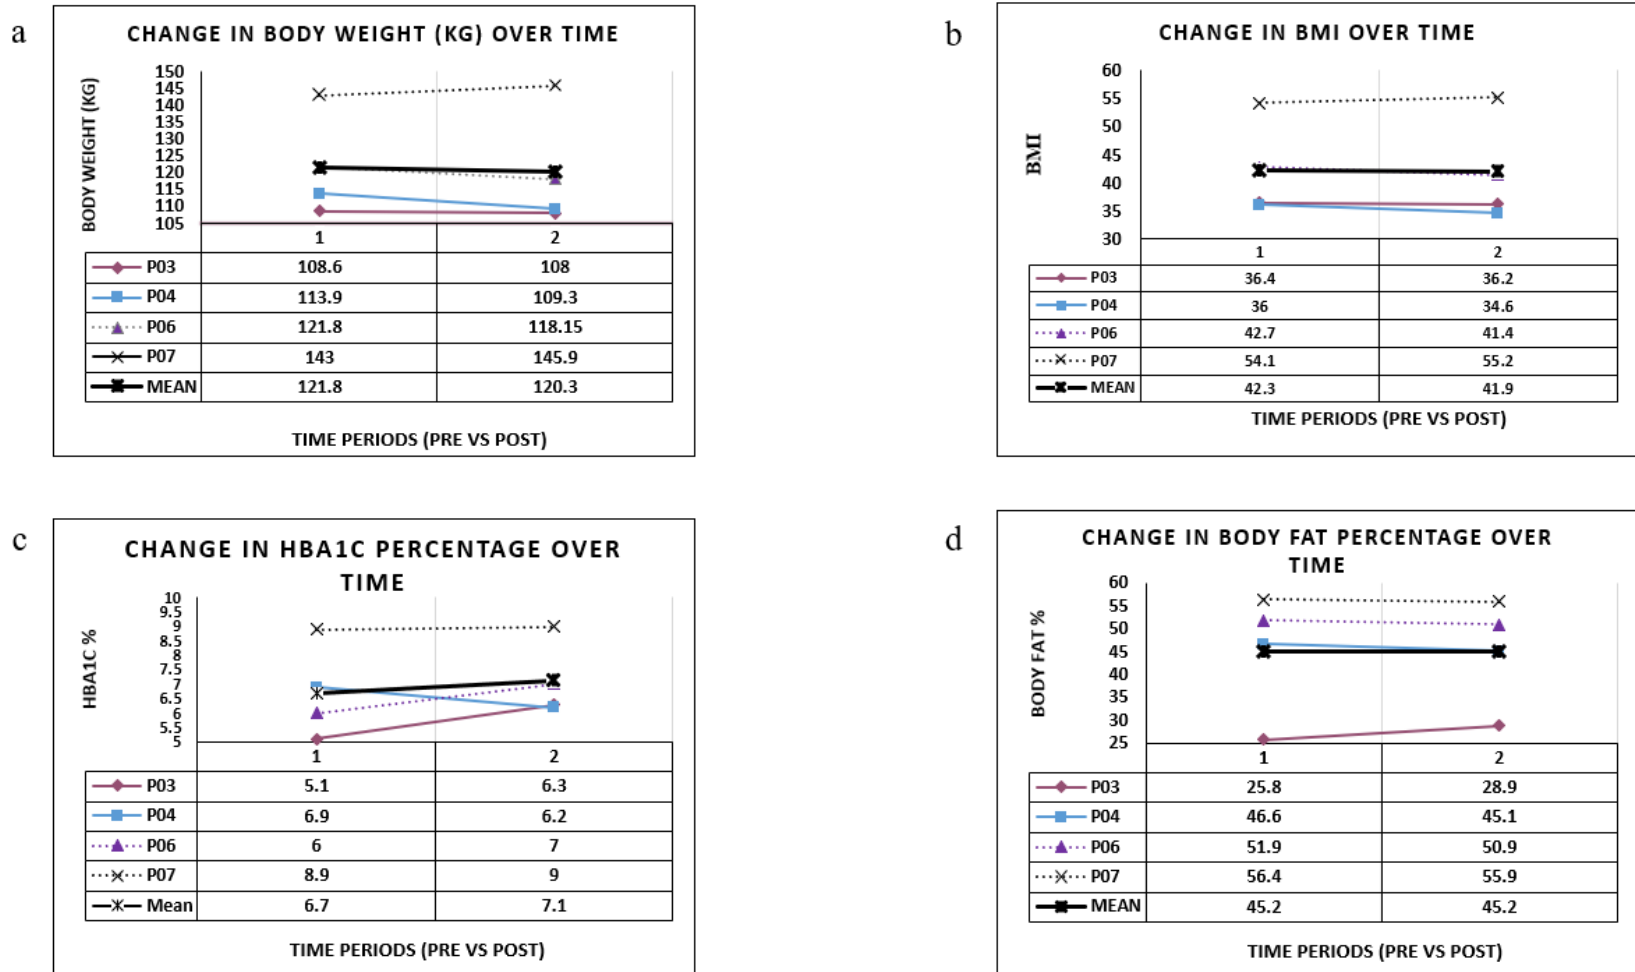 a
CHANGE IN BODY WEIGHT (KG) OVER TIME
BODY WEIGHT (KG)
150
145
140
135
130
125
120
115
110
105
1 2
P03 108.6 108
P04 113.9 109.3
P06 121.8 118.15
P07 143 145.9
MEAN 121.8 120.3
TIME PERIODS (PRE VS POST)
b
CHANGE IN BMI OVER TIME
BMI
60
55
50
45
40
35
30
1 2
P03 36.4 36.2
P04 36 34.6
P06 42.7 41.4
P07 54.1 55.2
MEAN 42.3 41.9
TIME PERIODS (PRE VS POST)
c
CHANGE IN HBA1C PERCENTAGE OVER
TIME
HBA1C %
10
9.5
9
8.5
8
7.5
7
6.5
6
5.5
5
1 2
P03 5.1 6.3
P04 6.9 6.2
P06 6 7
P07 8.9 9
Mean 6.7 7.1
TIME PERIODS (PRE VS POST)
d
CHANGE IN BODY FAT PERCENTAGE OVER
TIME
BODY FAT %
60
55
50
45
40
35
30
25
1 2
P03 25.8 28.9
P04 46.6 45.1
P06 51.9 50.9
P07 56.4 55.9
MEAN 45.2 45.2
TIME PERIODS (PRE VS POST)